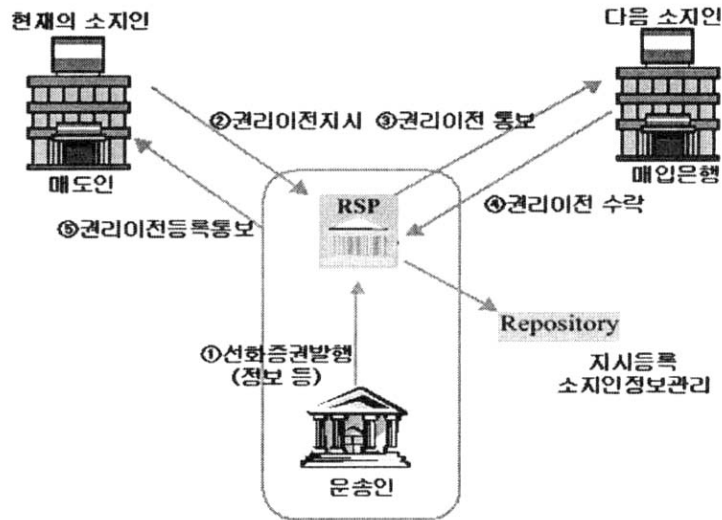 현재의 소지인
다음 소지인
②권리이전지시 ③권리이전 통보
매도인
매입은행
RSP
④권리이전 수락
⑤권리이전등록통보
Repository
①선화증권발행
(정보 등)
지시등록
소지인정보관리
운송인